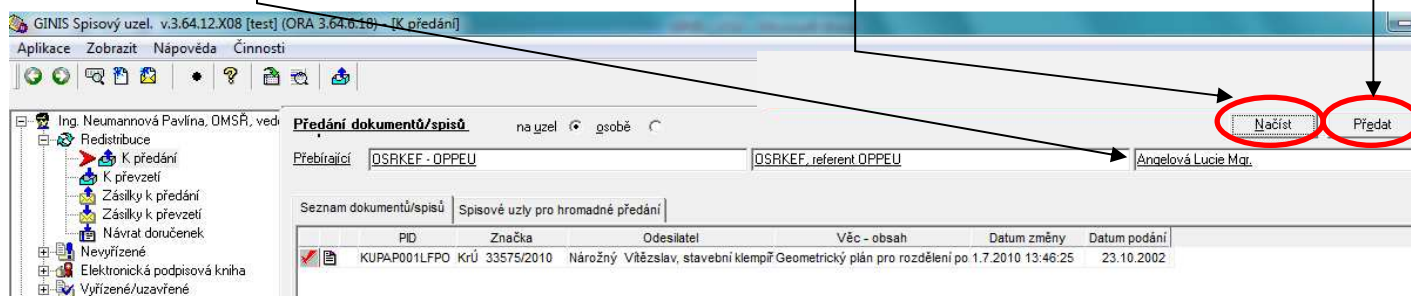 GINIS Spisový uzel. v.3.64.12.X08 [test] (ORA 3.64.6.18) - [K předání]
Aplikace Zobrazit Nápověda Činnosti
Ing. Neumannová Pavlína, OMSŘ, vedo
Redistribuce
K předání
K převzetí
Zásilky k předání
Zásilky k převzetí
Návrat doručenek
Nevyřízené
Elektronická podpisová kniha
Vyřízené/uzavřené
Předání dokumentů/spisů na uzel osobě Načíst Předat
Přebírající OSRKEF - OPPEU OSRKEF, referent OPPEU Angelová Lucie Mgr.
Seznam dokumentů/spisů Spisové uzly pro hromadné předání
PID Značka Odesilatel Věc - obsah Datum změny Datum podání
KUPAP001LFPO KrÚ 33575/2010 Nárožný Vítězslav, stavební klempíř Geometrický plán pro rozdělení po 1.7.2010 13:46:25 23.10.2002